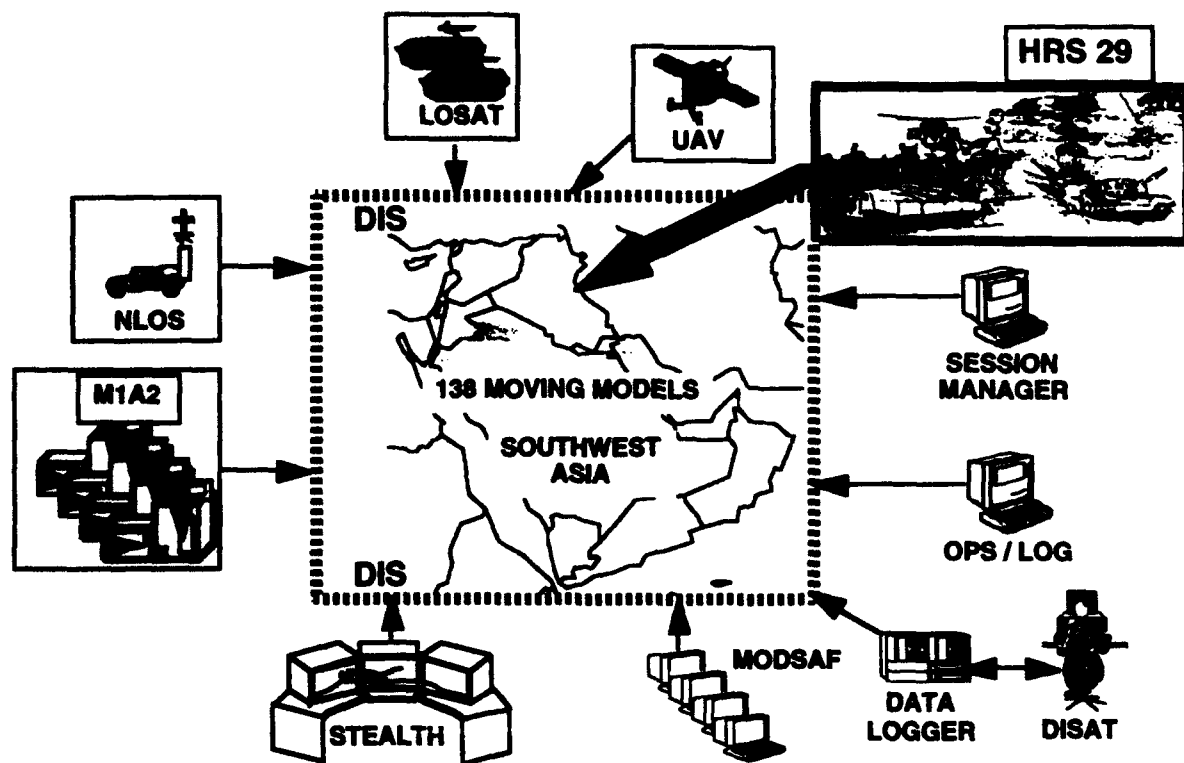 HRS 29
LOSAT
UAV
DIS
NLOS
SESSION
MANAGER
138 MOVING MODELS
M1A2
SOUTHWEST
ASIA
OPS / LOG
DIS
MODSAF
STEALTH
DATA
LOGGER
DISAT